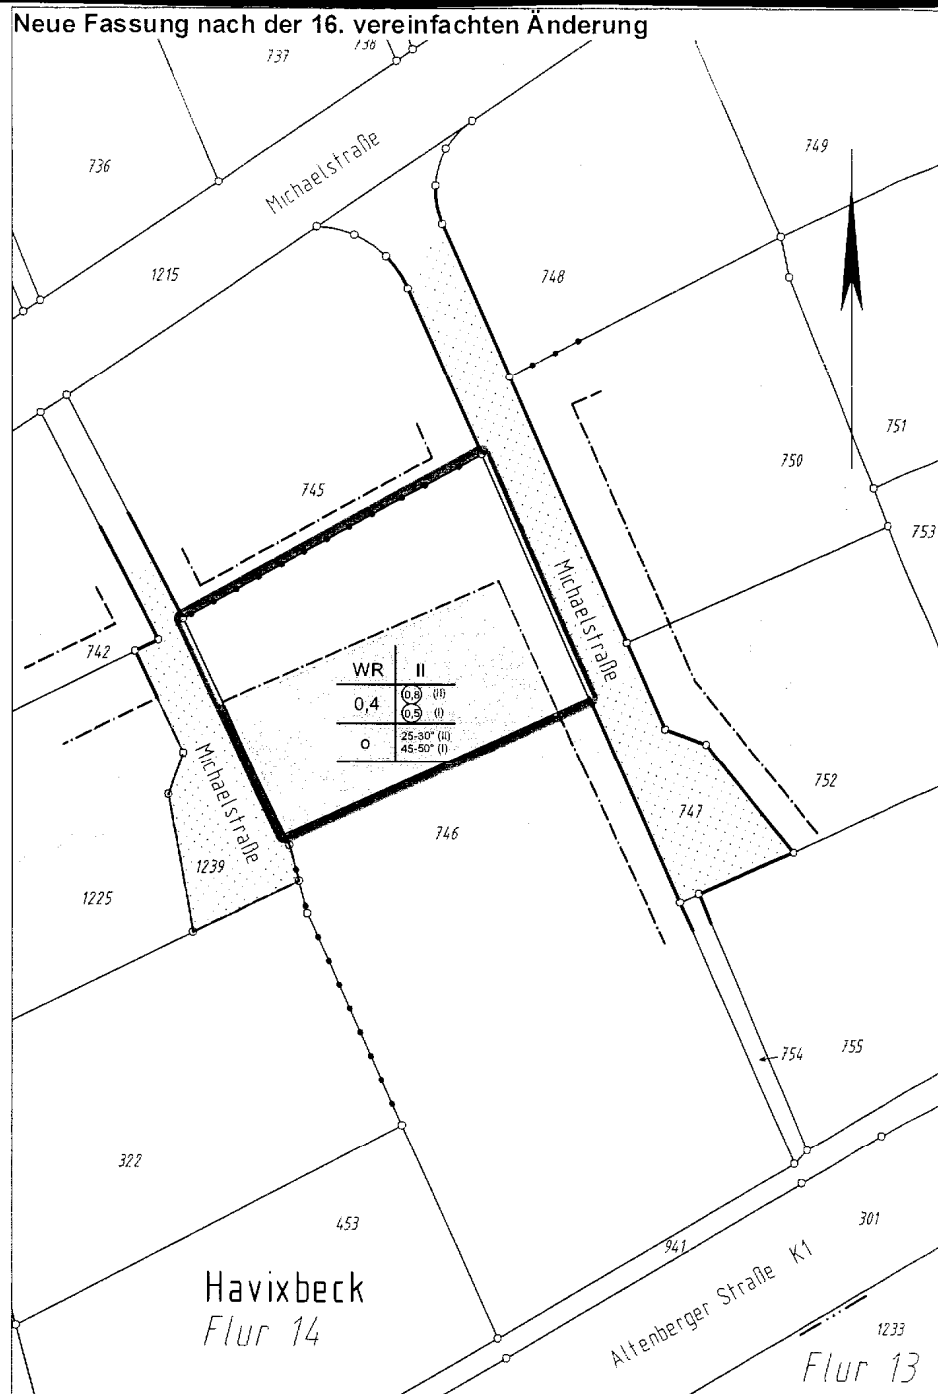 Neue Fassung nach der 16. vereinfachten Änderung
737
738
736
Michaelstraße
749
1215
748
751
750
745
753
Michaelstraße
742
WR II
0,4 0,8 (II)
0,5 (I)
o 25-30° (II)
45-50° (I)
Michaelstraße
752
747
746
1239
1225
754
755
322
453
301
941
Altenberger Straße K1
Havixbeck
Flur 14
1233
Flur 13